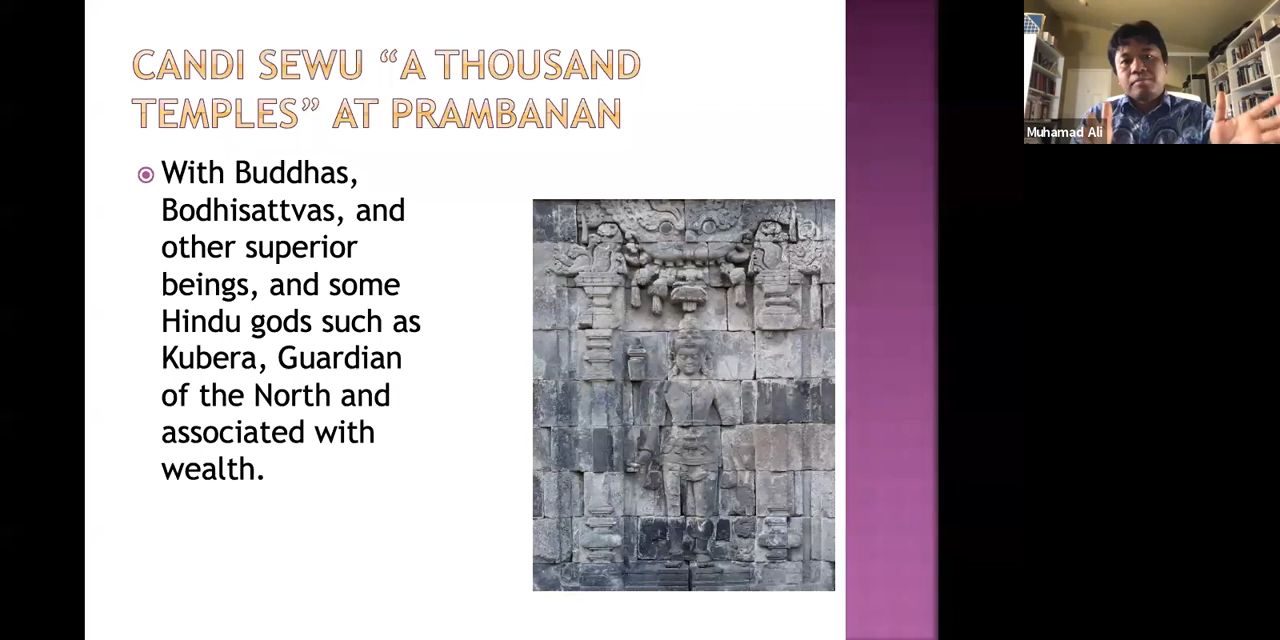 CANDI SEWU “A THOUSAND
TEMPLES” AT PRAMBANAN
With Buddhas,
Bodhisattvas, and
other superior
beings, and some
Hindu gods such as
Kubera, Guardian
of the North and
associated with
wealth.
Muhamad Ali